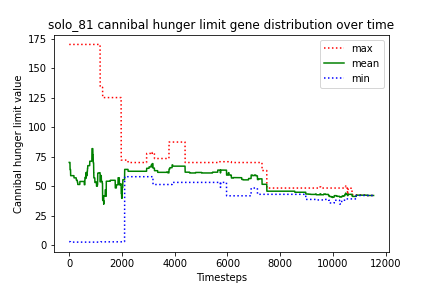 solo_81 cannibal hunger limit gene distribution over time
Cannibal hunger limit value
175
150
125
100
75
50
25
0
max
mean
min
0 2000 4000 6000 8000 10000 12000
Timesteps